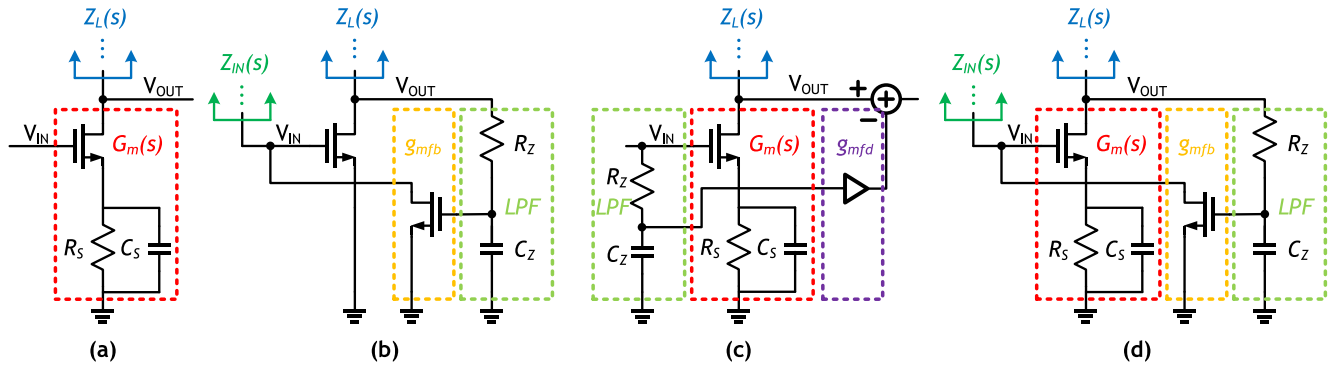 Z_L(s)
V_OUT
V_IN
G_m(s)
R_S
C_S
(a)
Z_L(s)
Z_IN(s)
V_OUT
V_IN
g_mfb
R_Z
LPF
C_Z
(b)
Z_L(s)
V_OUT
+
−
V_IN
G_m(s)
g_mfd
R_Z
LPF
C_Z
R_S
C_S
(c)
Z_L(s)
Z_IN(s)
V_OUT
V_IN
G_m(s)
g_mfb
R_Z
LPF
R_S
C_S
C_Z
(d)